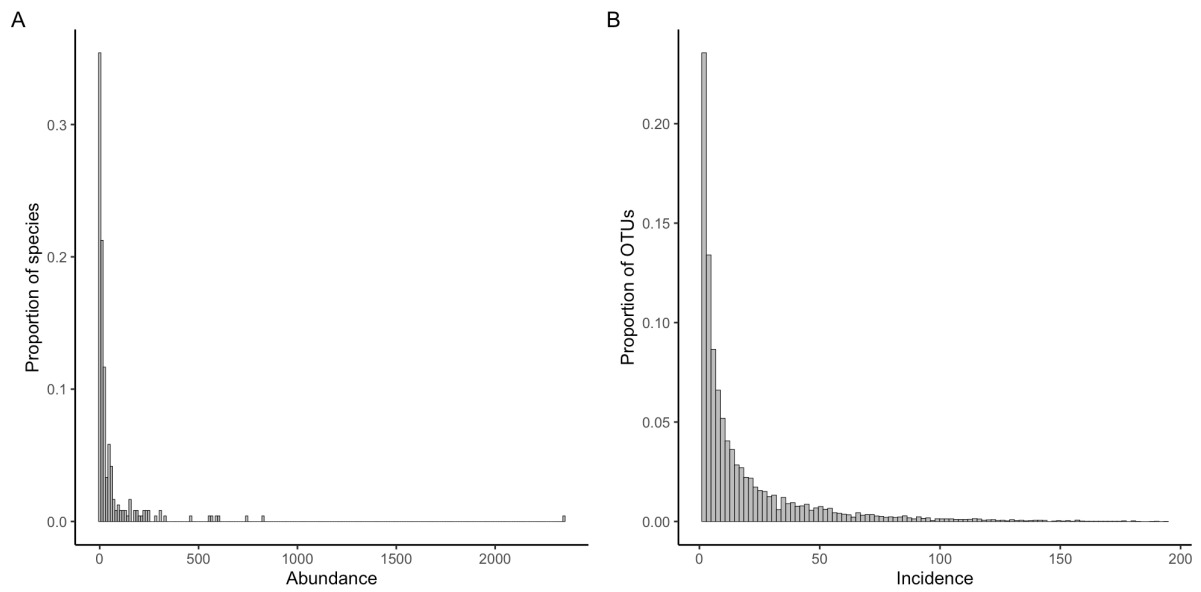 A
Proportion of species
0.3
0.2
0.1
0.0
0 500 1000 1500 2000
Abundance
B
Proportion of OTUs
0.20
0.15
0.10
0.05
0.00
0 50 100 150 200
Incidence